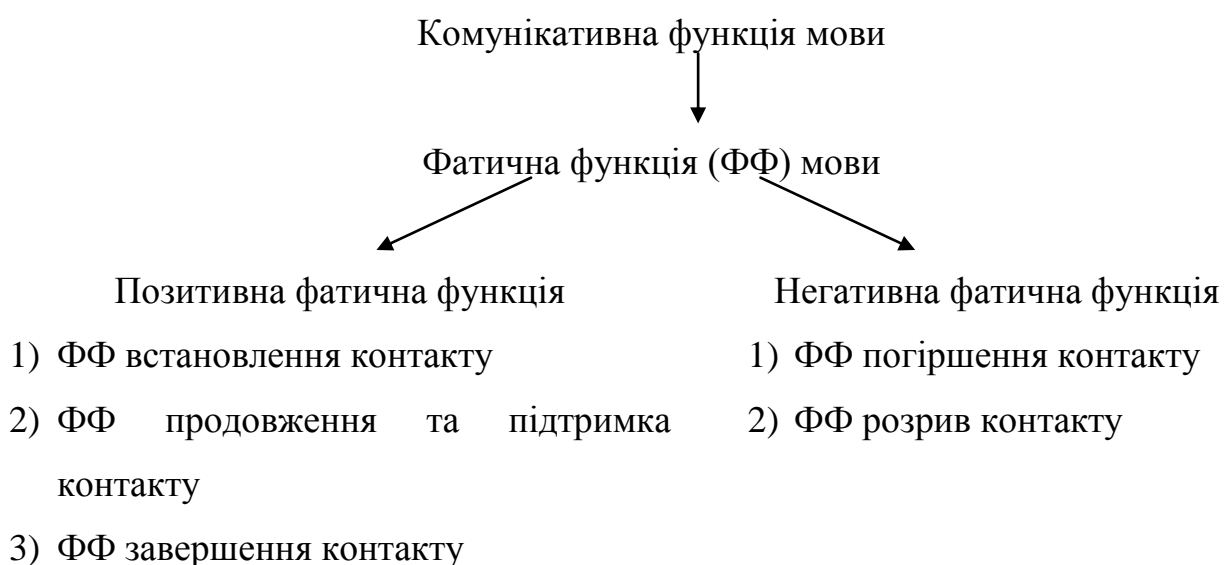 Комунікативна функція мови
Фатична функція (ФФ) мови
Позитивна фатична функція
1) ФФ встановлення контакту
2) ФФ продовження та підтримка
контакту
3) ФФ завершення контакту
Негативна фатична функція
1) ФФ погіршення контакту
2) ФФ розрив контакту